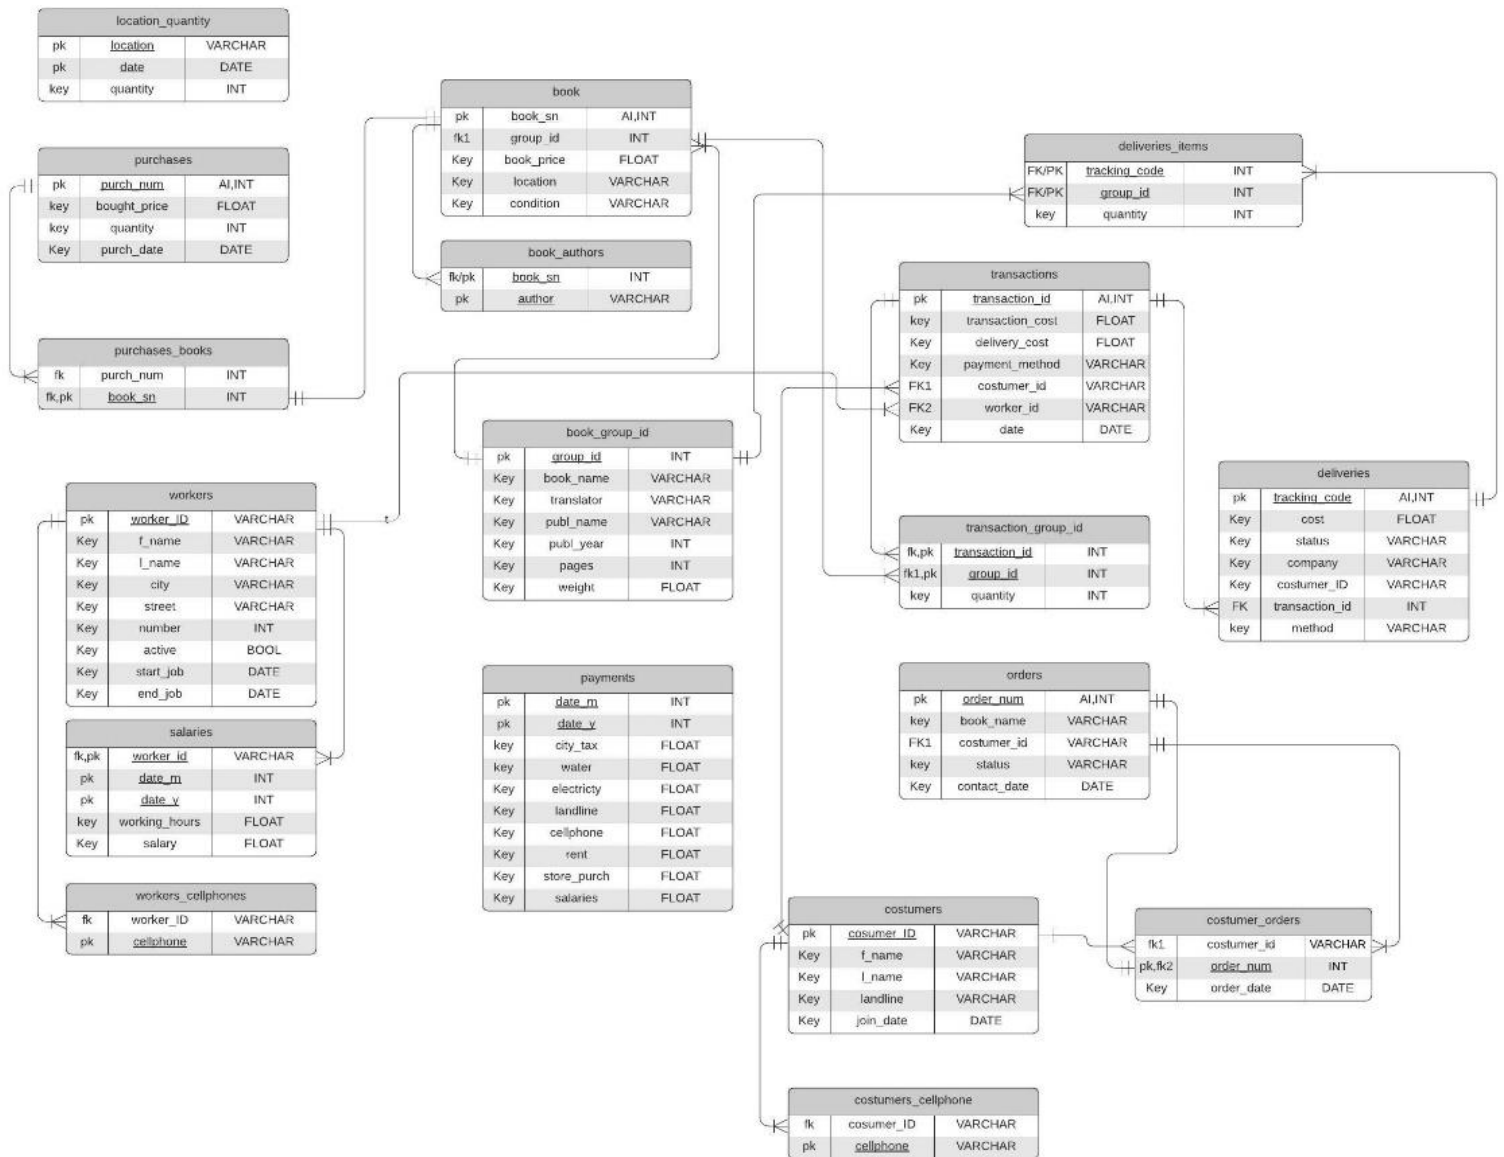 location_quantity
pk location VARCHAR
pk date DATE
key quantity INT
purchases
pk purch_num AI,INT
key bought_price FLOAT
key quantity INT
Key purch_date DATE
purchases_books
fk purch_num INT
fk,pk book_sn INT
book
pk book_sn AI,INT
fk1 group_id INT
Key book_price FLOAT
Key location VARCHAR
Key condition VARCHAR
book_authors
fk/pk book_sn INT
pk author VARCHAR
deliveries_items
FK/PK tracking_code INT
FK/PK group_id INT
key quantity INT
transactions
pk transaction_id AI,INT
key transaction_cost FLOAT
Key delivery_cost FLOAT
Key payment_method VARCHAR
FK1 costumer_id VARCHAR
FK2 worker_id VARCHAR
Key date DATE
book_group_id
pk group_id INT
Key book_name VARCHAR
Key translator VARCHAR
Key publ_name VARCHAR
Key publ_year INT
Key pages INT
Key weight FLOAT
deliveries
pk tracking_code AI,INT
Key cost FLOAT
Key status VARCHAR
Key company VARCHAR
Key costumer_ID VARCHAR
FK transaction_id INT
key method VARCHAR
workers
pk worker_ID VARCHAR
Key f_name VARCHAR
Key l_name VARCHAR
Key city VARCHAR
Key street VARCHAR
Key number INT
Key active BOOL
Key start_job DATE
Key end_job DATE
transaction_group_id
fk,pk transaction_id INT
fk1,pk group_id INT
key quantity INT
salaries
fk,pk worker_id VARCHAR
pk date_m INT
pk date_y INT
key working_hours FLOAT
Key salary FLOAT
payments
pk date_m INT
pk date_y INT
key city_tax FLOAT
key water FLOAT
Key electricty FLOAT
Key landline FLOAT
Key cellphone FLOAT
Key rent FLOAT
Key store_purch FLOAT
Key salaries FLOAT
orders
pk order_num AI,INT
key book_name VARCHAR
FK1 costumer_id VARCHAR
key status VARCHAR
Key contact_date DATE
workers_cellphones
fk worker_ID VARCHAR
pk cellphone VARCHAR
costumers
pk cosumer_ID VARCHAR
Key f_name VARCHAR
Key l_name VARCHAR
Key landline VARCHAR
Key join_date DATE
costumer_orders
fk1 costumer_id VARCHAR
pk,fk2 order_num INT
Key order_date DATE
costumers_cellphone
fk cosumer_ID VARCHAR
pk cellphone VARCHAR